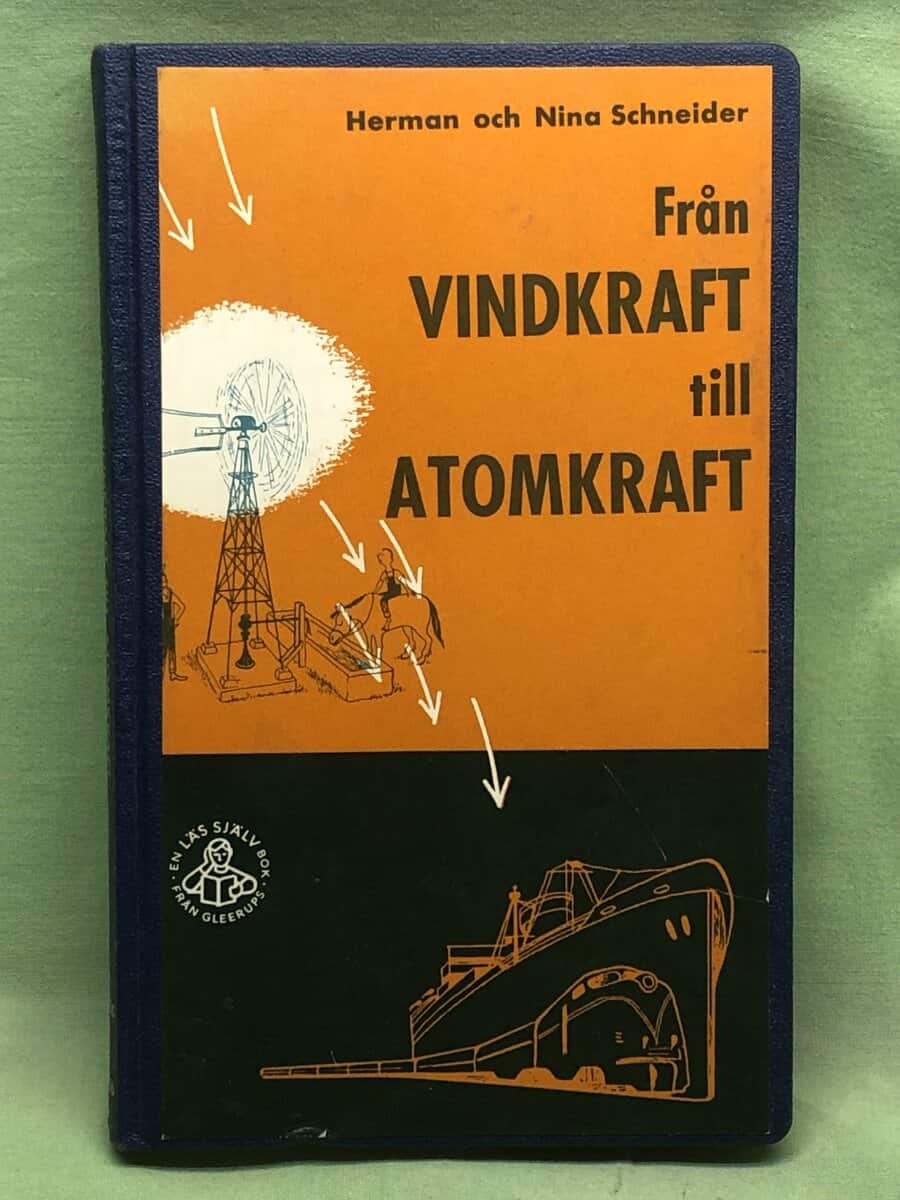 Herman och Nina Schneider
Från
VINDKRAFT
till
ATOMKRAFT
· EN LÄS SJÄLV BOK ·
FRÅN GLEERUPS